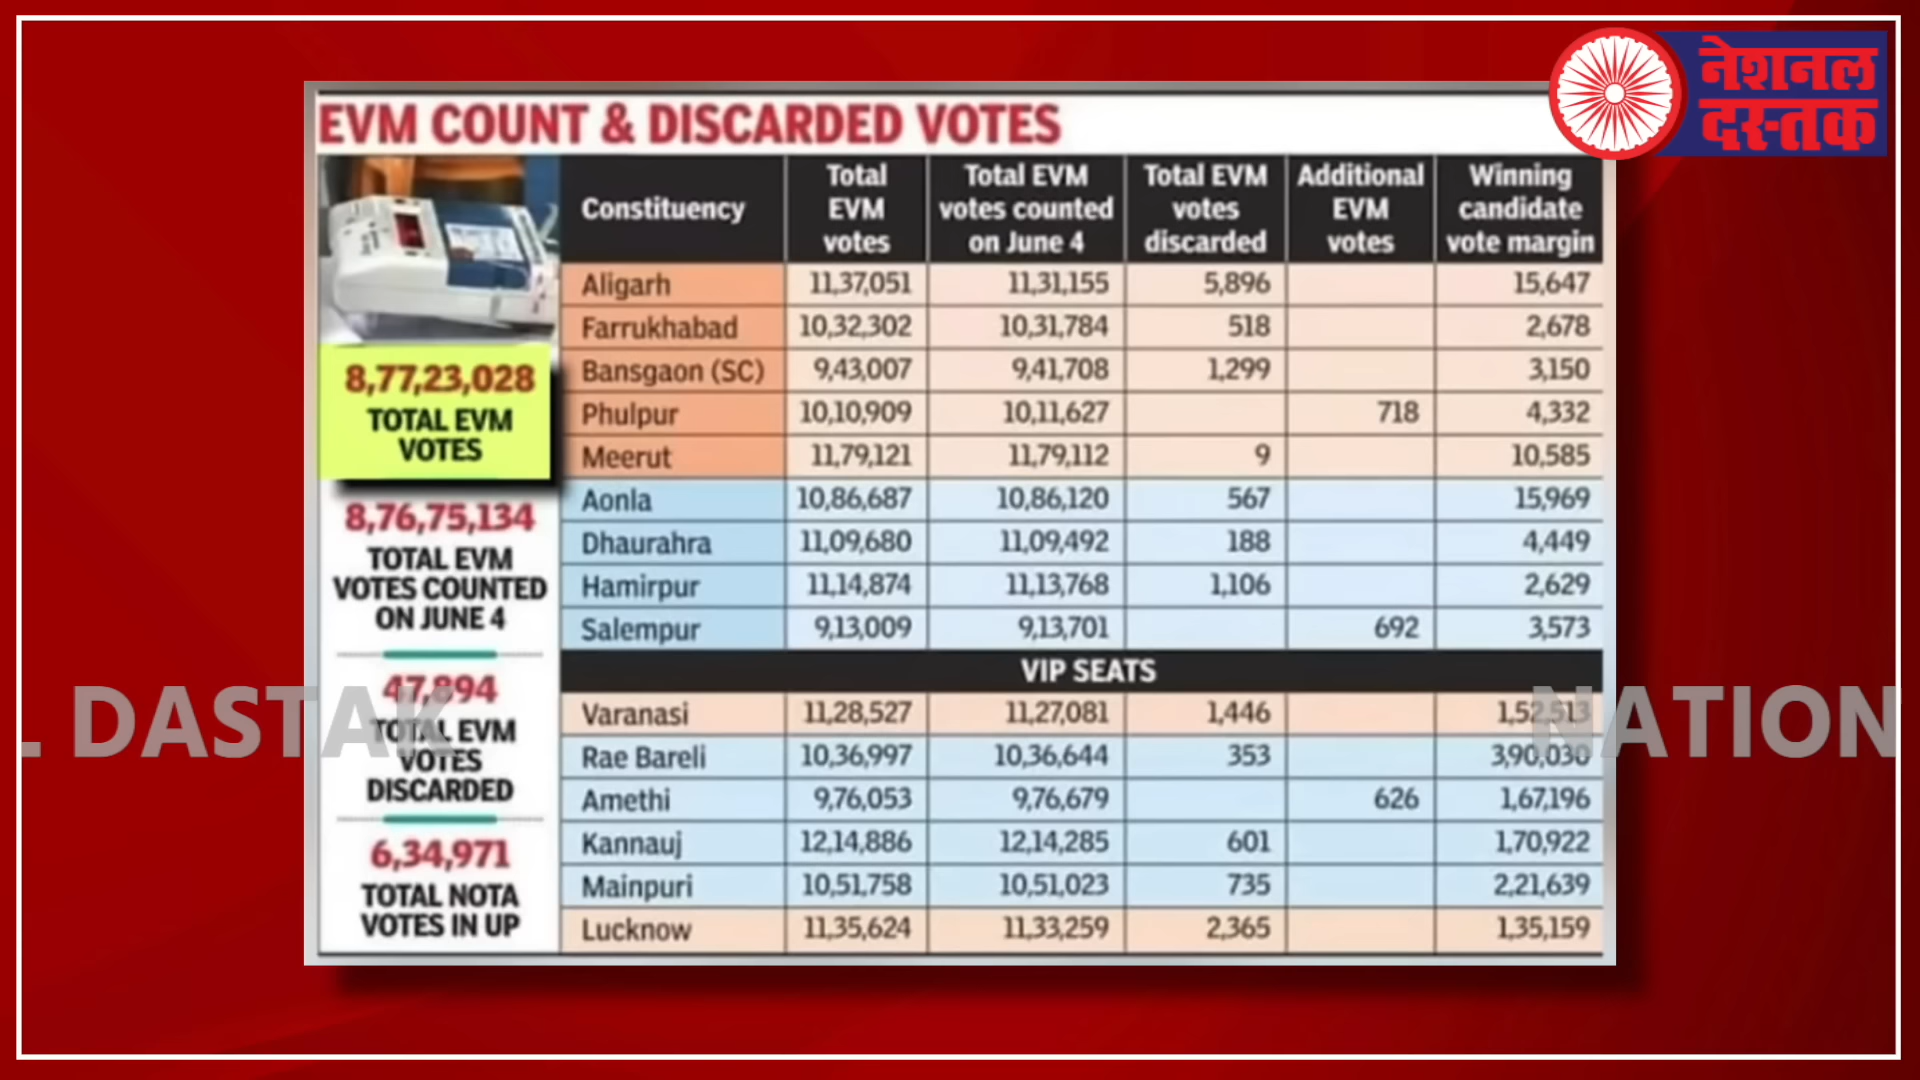 नेशनल
दस्तक
EVM COUNT & DISCARDED VOTES
Constituency | Total EVM votes | Total EVM votes counted on June 4 | Total EVM votes discarded | Additional EVM votes | Winning candidate vote margin
Aligarh 11,37,051 11,31,155 5,896 15,647
Farrukhabad 10,32,302 10,31,784 518 2,678
Bansgaon (SC) 9,43,007 9,41,708 1,299 3,150
Phulpur 10,10,909 10,11,627 718 4,332
Meerut 11,79,121 11,79,112 9 10,585
Aonla 10,86,687 10,86,120 567 15,969
Dhaurahra 11,09,680 11,09,492 188 4,449
Hamirpur 11,14,874 11,13,768 1,106 2,629
Salempur 9,13,009 9,13,701 692 3,573
VIP SEATS
Varanasi 11,28,527 11,27,081 1,446 1,52,513
Rae Bareli 10,36,997 10,36,644 353 3,90,030
Amethi 9,76,053 9,76,679 626 1,67,196
Kannauj 12,14,886 12,14,285 601 1,70,922
Mainpuri 10,51,758 10,51,023 735 2,21,639
Lucknow 11,35,624 11,33,259 2,365 1,35,159
8,77,23,028
TOTAL EVM
VOTES
8,76,75,134
TOTAL EVM
VOTES COUNTED
ON JUNE 4
47,894
TOTAL EVM
VOTES
DISCARDED
6,34,971
TOTAL NOTA
VOTES IN UP
L DASTAK
NATION